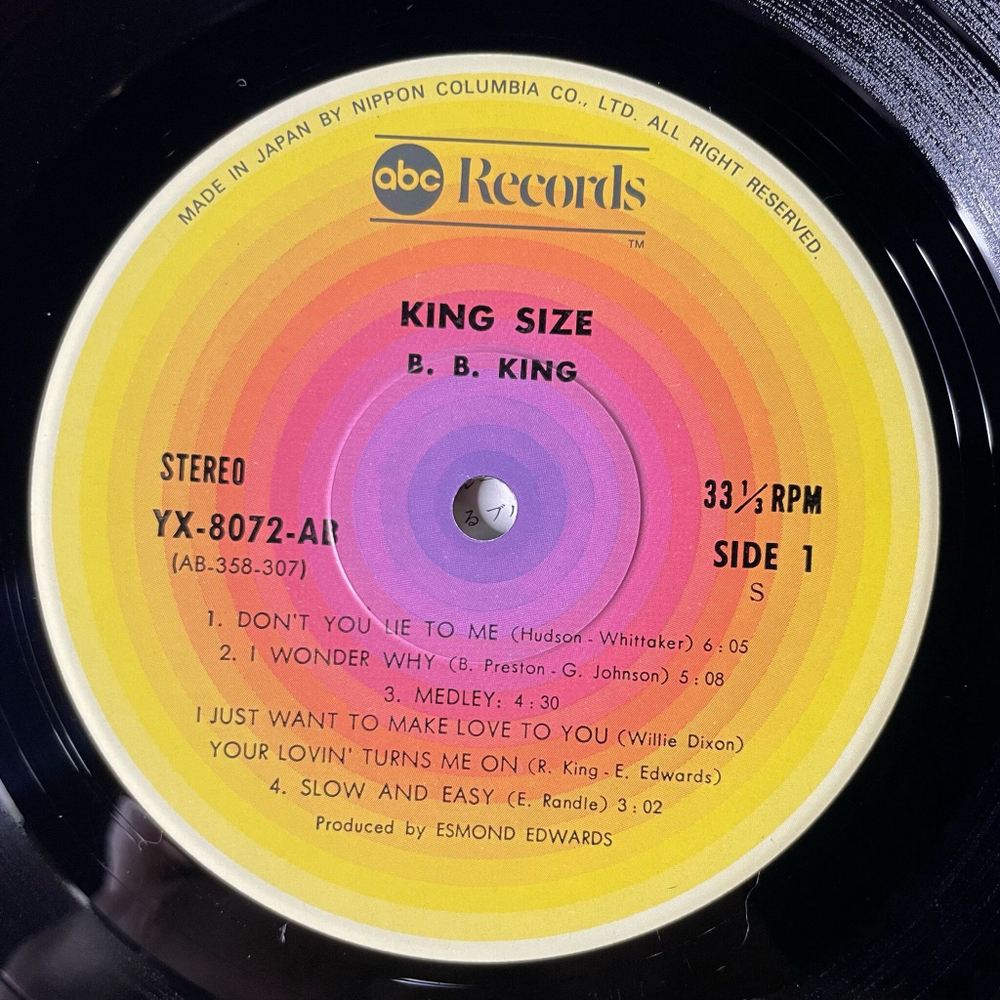 MADE IN JAPAN BY NIPPON COLUMBIA CO., LTD. ALL RIGHT RESERVED.
abc Records
TM
KING SIZE
B. B. KING
STEREO
YX-8072-AB
(AB-358-307)
33 1/3 RPM
SIDE 1
S
1. DON'T YOU LIE TO ME (Hudson - Whittaker) 6 : 05
2. I WONDER WHY (B. Preston - G. Johnson) 5 : 08
3. MEDLEY: 4 : 30
I JUST WANT TO MAKE LOVE TO YOU (Willie Dixon)
YOUR LOVIN' TURNS ME ON (R. King - E. Edwards)
4. SLOW AND EASY (E. Randle) 3 : 02
Produced by ESMOND EDWARDS